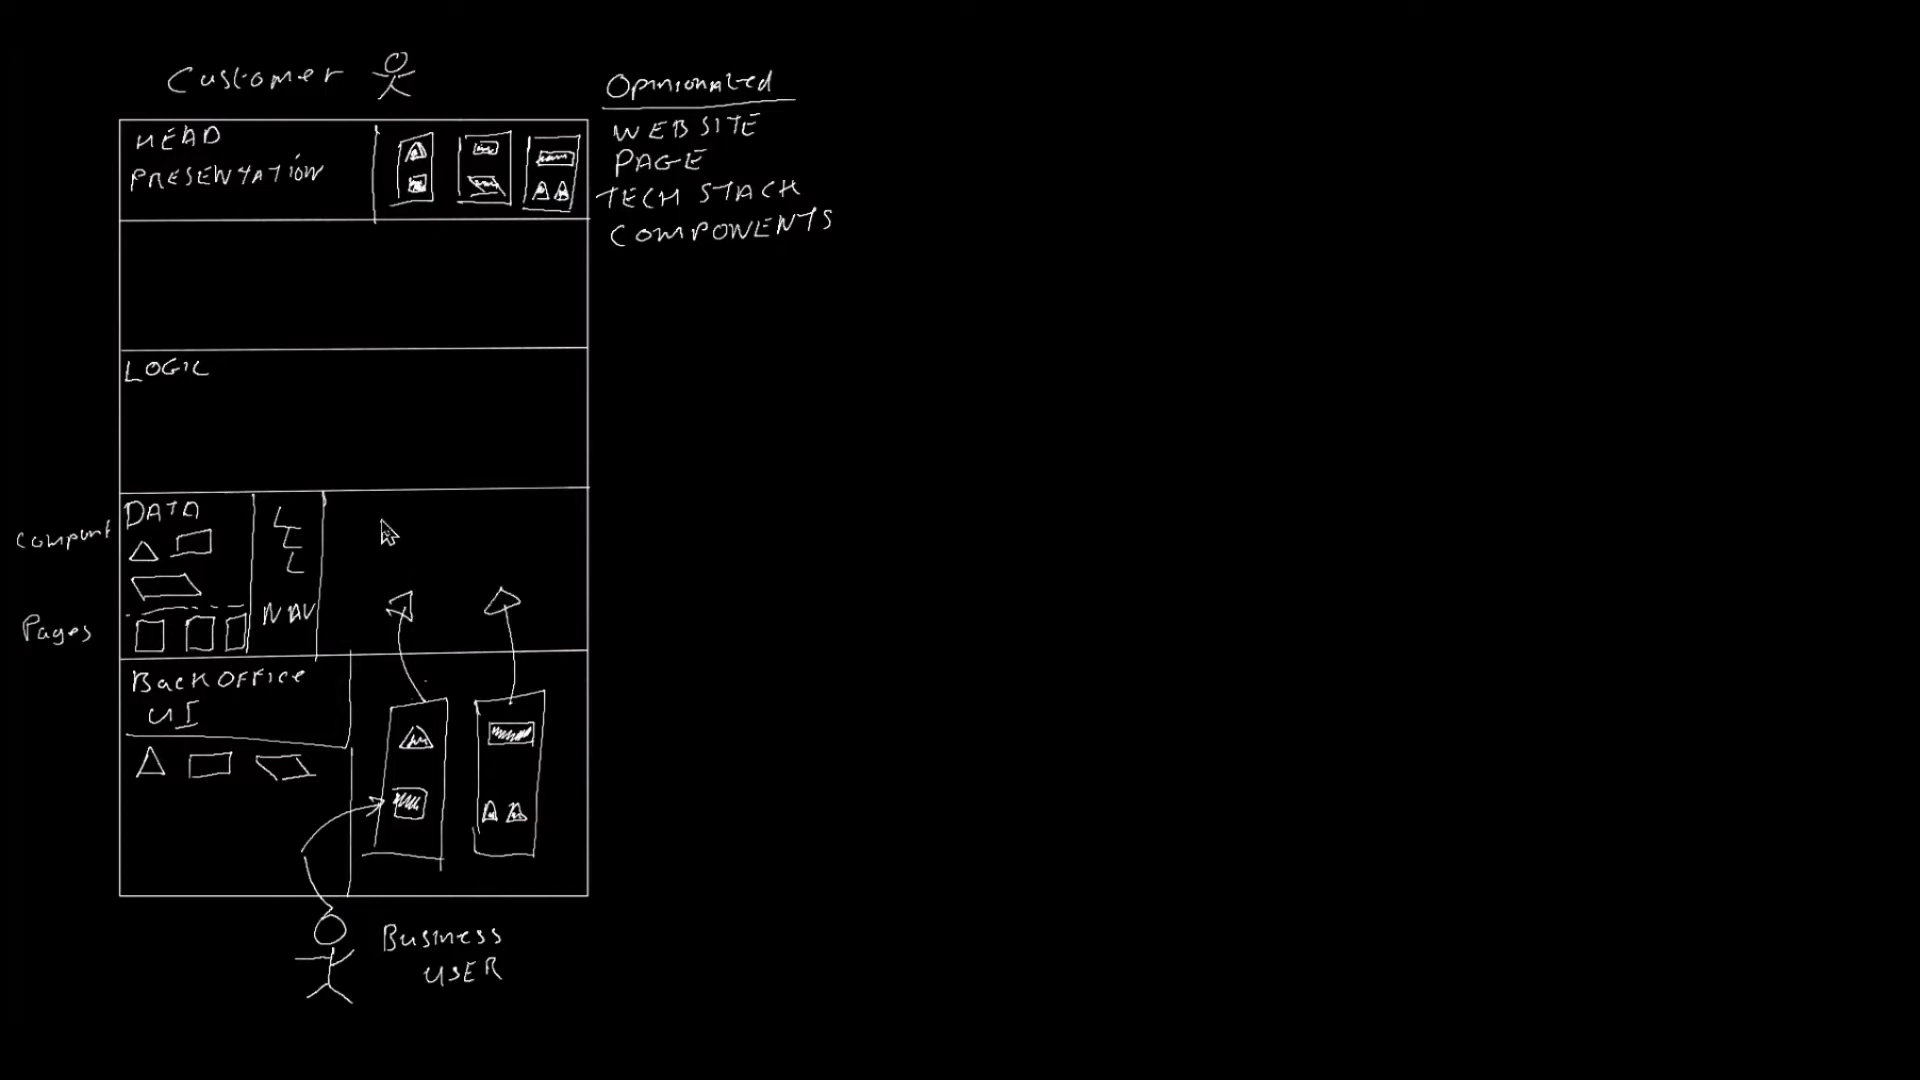 Customer
Opinionated
HEAD
PRESENTATION
WEBSITE
PAGE
TECH STACK
COMPONENTS
LOGIC
DATA
Compont
NAV
Pages
BackOFFice
UI
Business
USER